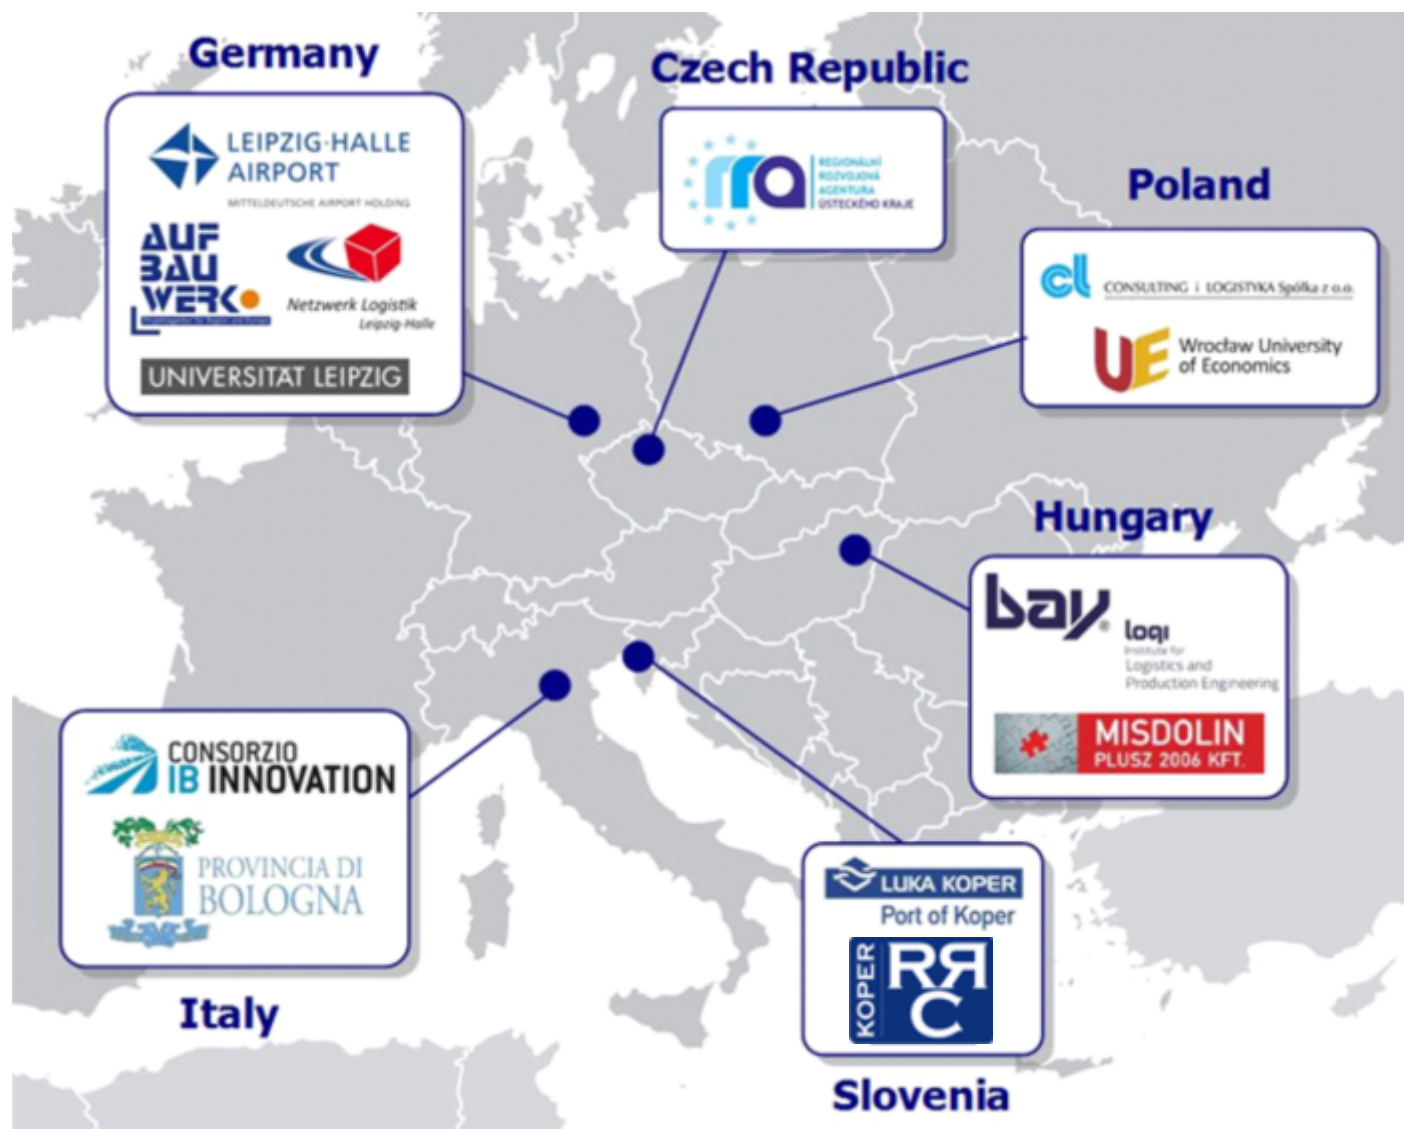 Germany
LEIPZIG·HALLE
AIRPORT
MITTELDEUTSCHE AIRPORT HOLDING
AUF
BAU
WERK
Netzwerk Logistik
Leipzig-Halle
UNIVERSITÄT LEIPZIG
Czech Republic
rra
REGIONÁLNÍ
ROZVOJOVÁ
AGENTURA
ÚSTECKÉHO KRAJE
Poland
cl
CONSULTING i LOGISTYKA Spółka z o.o.
UE
Wrocław University
of Economics
Hungary
bay
logi
Institute for
Logistics and
Production Engineering
MISDOLIN
PLUSZ 2006 KFT.
CONSORZIO
IB INNOVATION
PROVINCIA DI
BOLOGNA
Italy
LUKA KOPER
Port of Koper
KOPER
RR
C
Slovenia